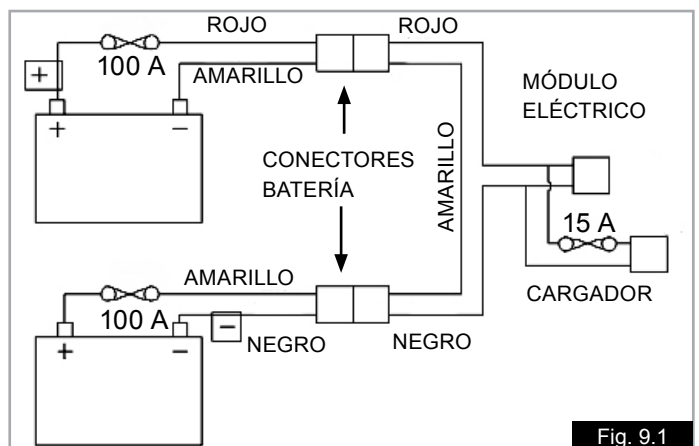 ROJO
ROJO
100 A
+
AMARILLO
+
−
MÓDULO
ELÉCTRICO
CONECTORES
BATERÍA
AMARILLO
15 A
CARGADOR
AMARILLO
100 A
+
−
−
NEGRO
NEGRO
Fig. 9.1